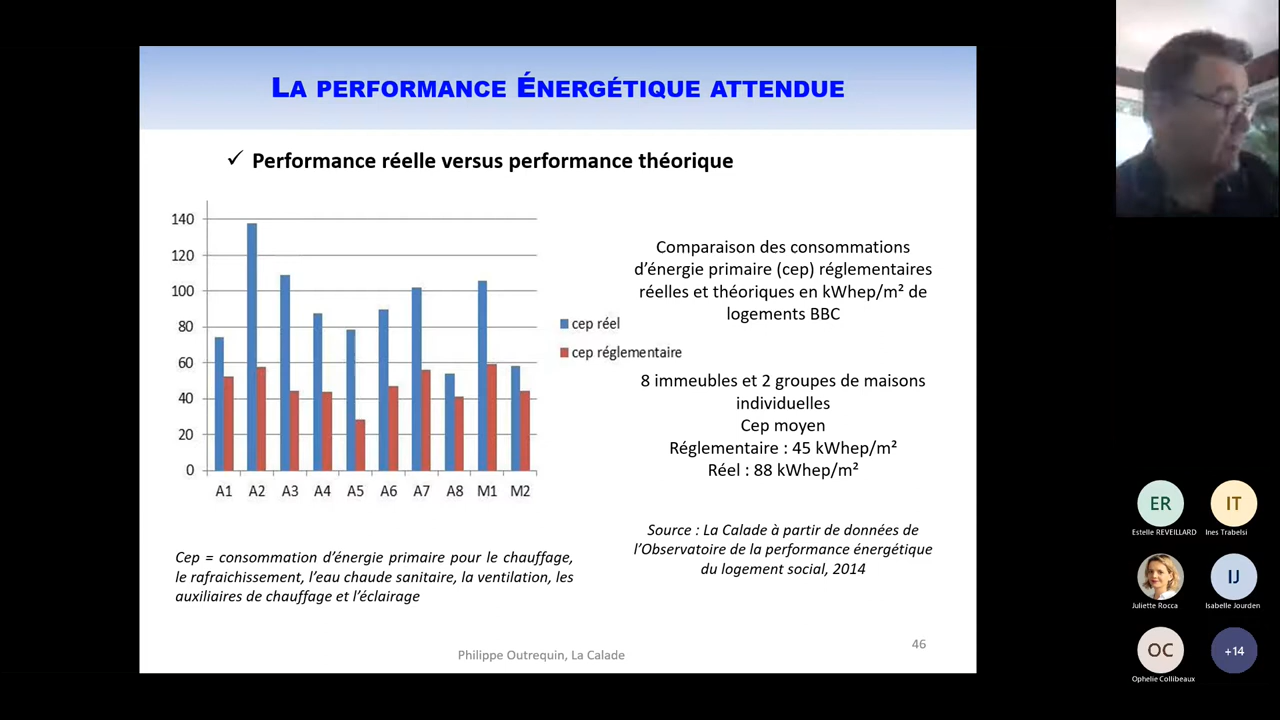 LA PERFORMANCE ÉNERGÉTIQUE ATTENDUE
✓ Performance réelle versus performance théorique
140
120
100
80
60
40
20
0
A1 A2 A3 A4 A5 A6 A7 A8 M1 M2
cep réel
cep réglementaire
Comparaison des consommations
d’énergie primaire (cep) réglementaires
réelles et théoriques en kWhep/m² de
logements BBC
8 immeubles et 2 groupes de maisons
individuelles
Cep moyen
Réglementaire : 45 kWhep/m²
Réel : 88 kWhep/m²
Source : La Calade à partir de données de
l’Observatoire de la performance énergétique
du logement social, 2014
Cep = consommation d’énergie primaire pour le chauffage,
le rafraichissement, l’eau chaude sanitaire, la ventilation, les
auxiliaires de chauffage et l’éclairage
Philippe Outrequin, La Calade
46
ER
IT
Estelle REVEILLARD
Ines Trabelsi
IJ
Juliette Rocca
Isabelle Jourden
OC
+14
Ophelie Collibeaux